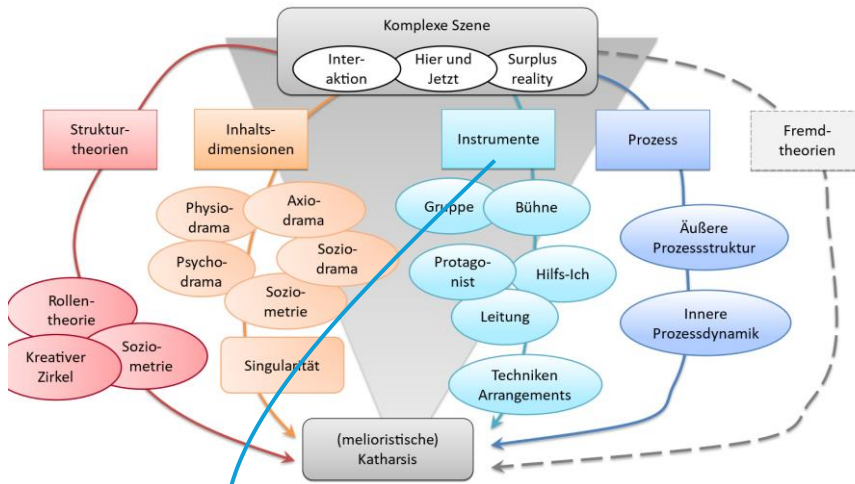 Komplexe Szene
Inter-
aktion
Hier und
Jetzt
Surplus
reality
Struktur-
theorien
Inhalts-
dimensionen
Instrumente
Prozess
Fremd-
theorien
Physio-
drama
Axio-
drama
Psycho-
drama
Sozio-
drama
Sozio-
metrie
Singularität
Gruppe
Bühne
Protago-
nist
Hilfs-Ich
Leitung
Techniken
Arrangements
Äußere
Prozessstruktur
Innere
Prozessdynamik
Rollen-
theorie
Kreativer
Zirkel
Sozio-
metrie
(melioristische)
Katharsis